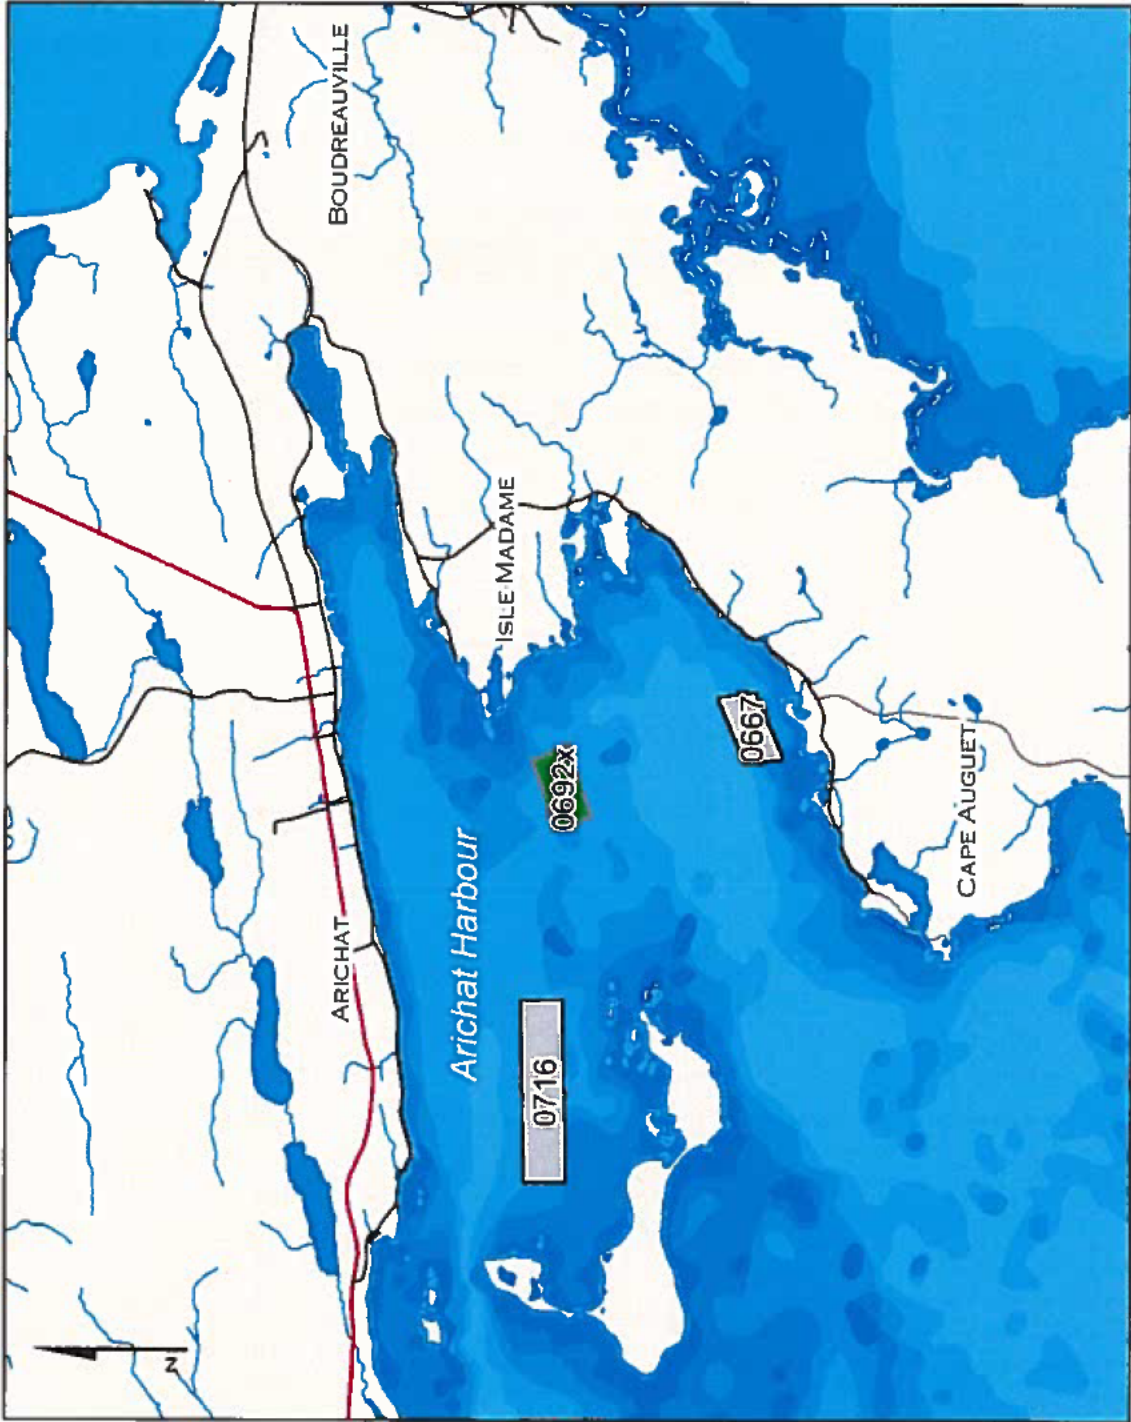 BOUDREAUVILLE
ISLE MADAME
ARICHAT
Arichat Harbour
0692x
0667
0716
CAPE AUGUET
N